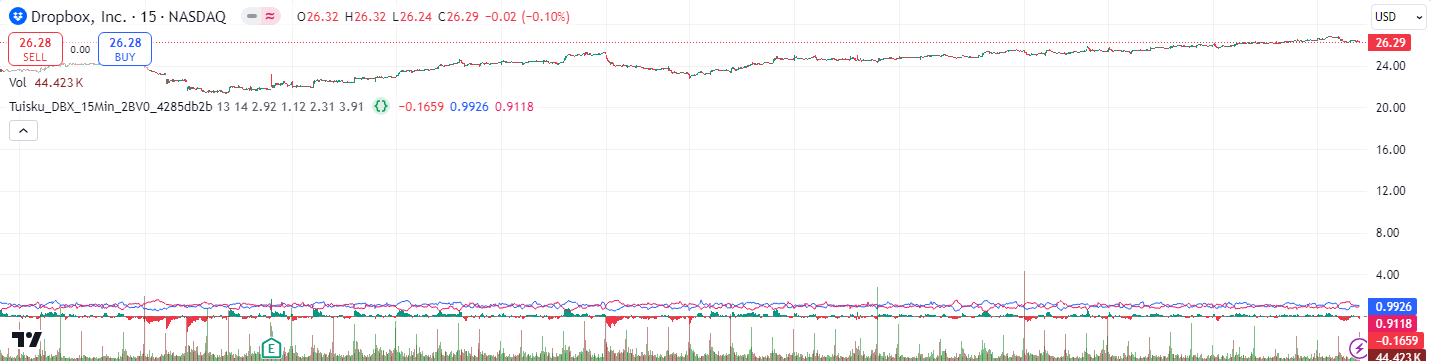 Dropbox, Inc. · 15 · NASDAQ O26.32 H26.32 L26.24 C26.29 −0.02 (−0.10%)
USD
26.28 SELL 0.00 26.28 BUY
26.29
Vol 44.423 K
24.00
Tuisku_DBX_15Min_2BV0_4285db2b 13 14 2.92 1.12 2.31 3.91 {} −0.1659 0.9926 0.9118
20.00
16.00
12.00
8.00
4.00
0.9926
0.9118
−0.1659
44.423 K
E